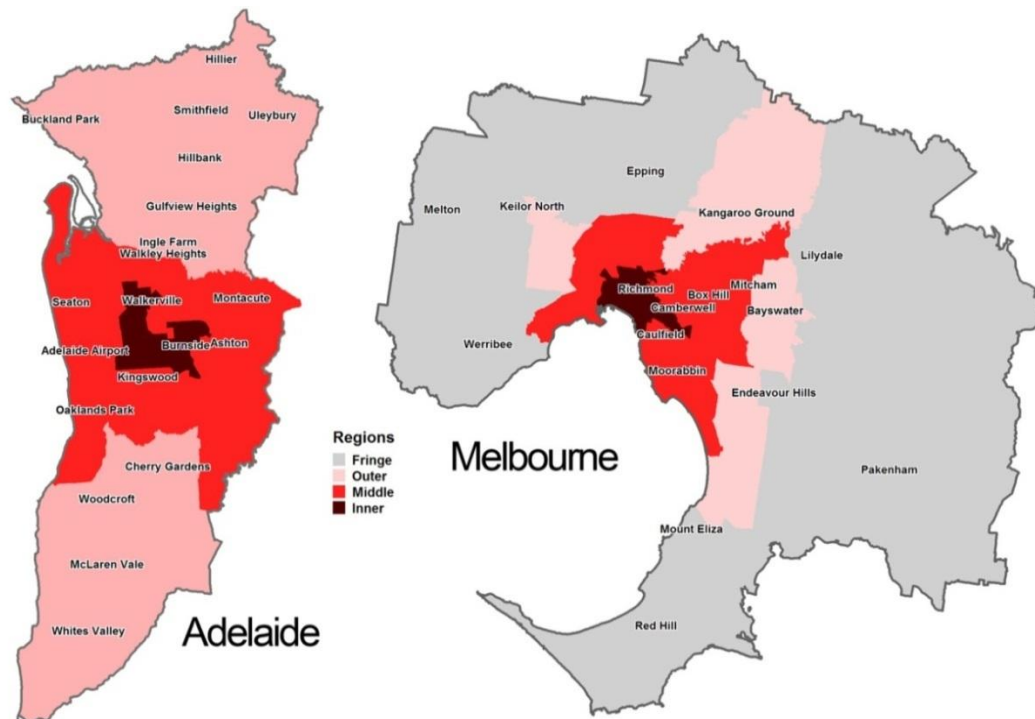 Hillier
Smithfield
Uleybury
Buckland Park
Hillbank
Gulfview Heights
Ingle Farm
Walkley Heights
Seaton
Walkerville
Montacute
Adelaide Airport
Burnside
Ashton
Kingswood
Oaklands Park
Cherry Gardens
Woodcroft
McLaren Vale
Whites Valley
Adelaide
Regions
Fringe
Outer
Middle
Inner
Epping
Melton
Keilor North
Kangaroo Ground
Lilydale
Richmond
Box Hill
Mitcham
Camberwell
Bayswater
Caulfield
Werribee
Moorabbin
Endeavour Hills
Melbourne
Pakenham
Mount Eliza
Red Hill